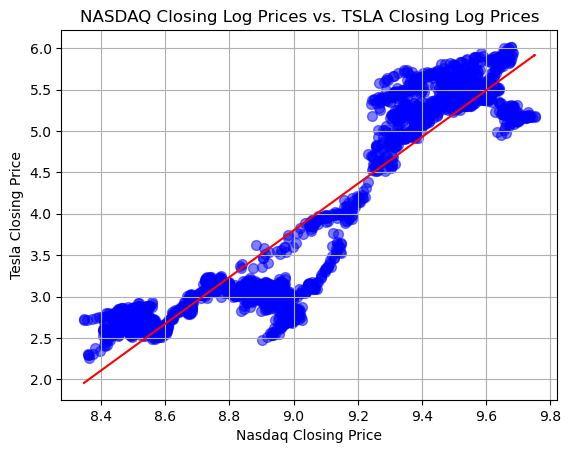 NASDAQ Closing Log Prices vs. TSLA Closing Log Prices
6.0
5.5
5.0
4.5
4.0
3.5
3.0
2.5
2.0
Tesla Closing Price
8.4 8.6 8.8 9.0 9.2 9.4 9.6 9.8
Nasdaq Closing Price